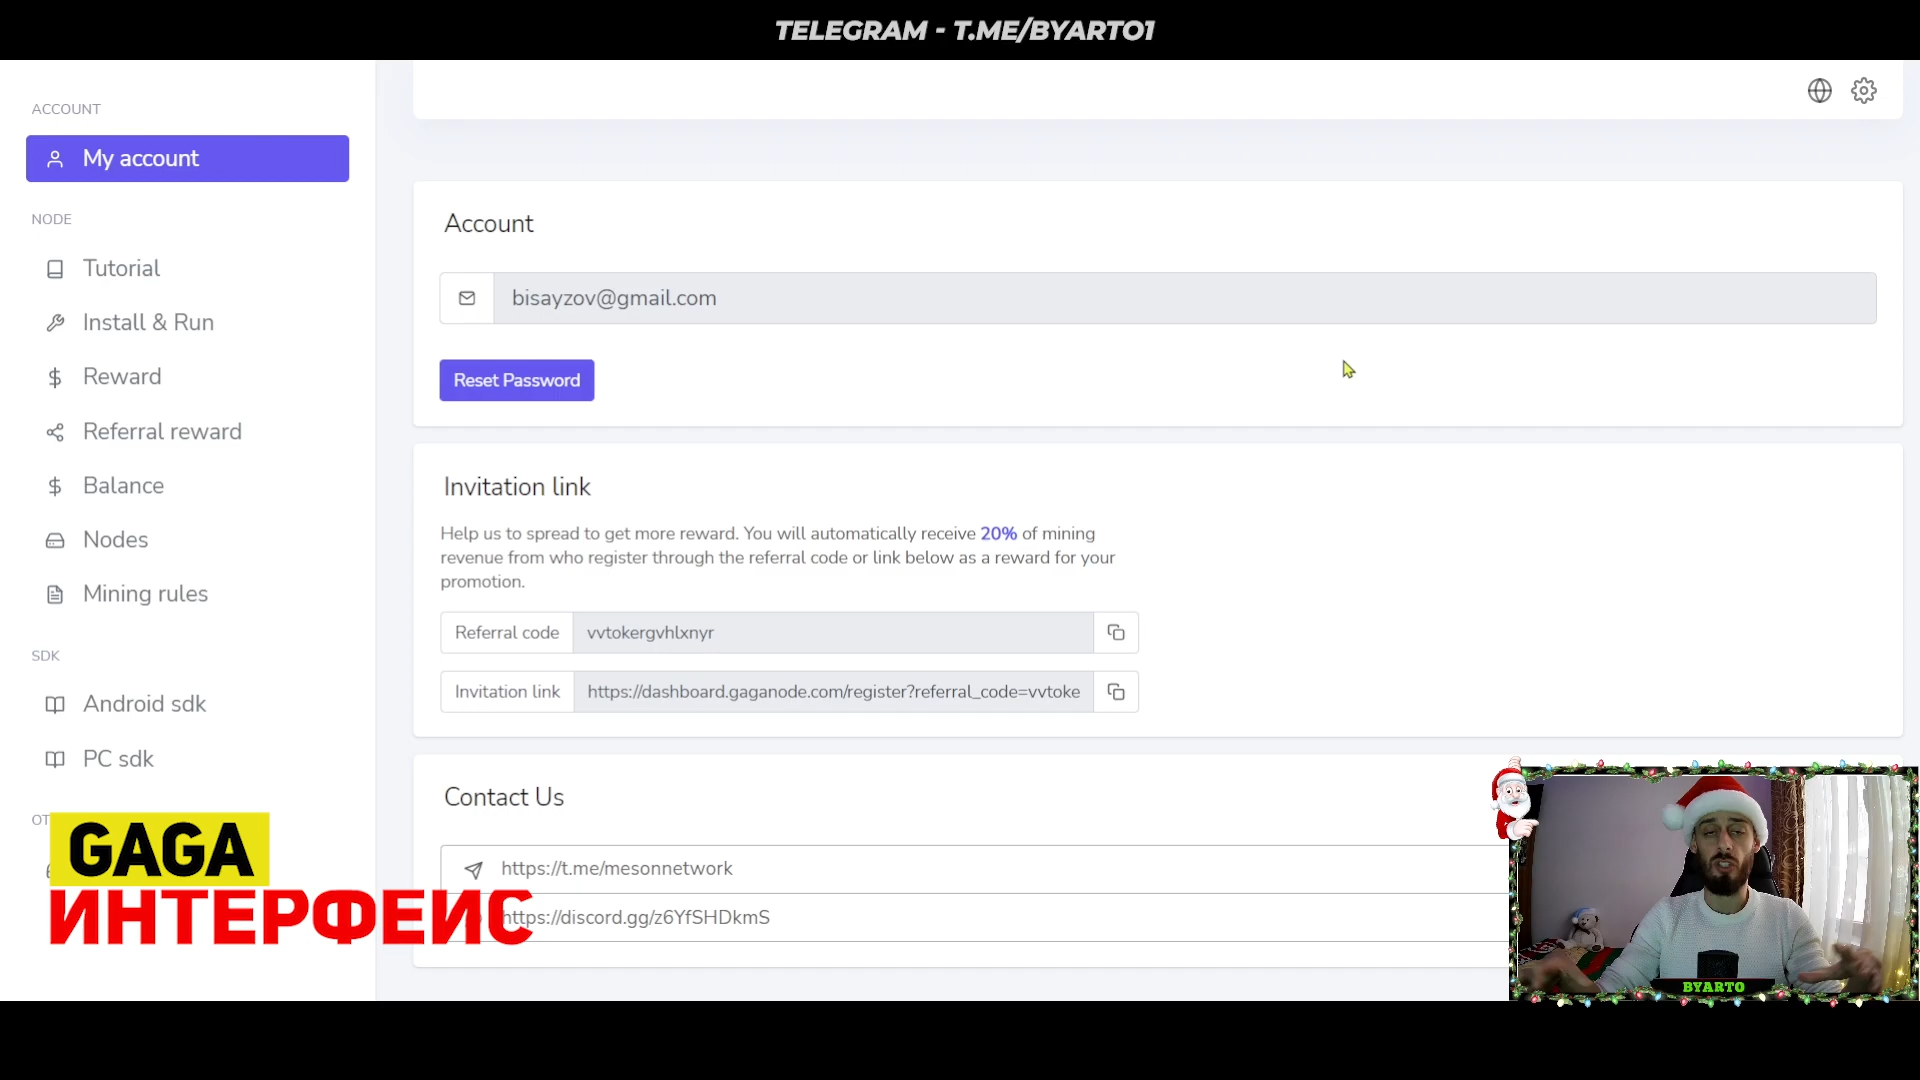 TELEGRAM - T.ME/BYARTO1
ACCOUNT
My account
NODE
Tutorial
Install & Run
Reward
Referral reward
Balance
Nodes
Mining rules
SDK
Android sdk
PC sdk
GAGA
ИНТЕРФЕИС
Account
bisayzov@gmail.com
Reset Password
Invitation link
Help us to spread to get more reward. You will automatically receive 20% of mining
revenue from who register through the referral code or link below as a reward for your
promotion.
Referral code vvtokergvhlxnyr
Invitation link https://dashboard.gaganode.com/register?referral_code=vvtoke
Contact Us
https://t.me/mesonnetwork
https://discord.gg/z6YfSHDkmS
BYARTO